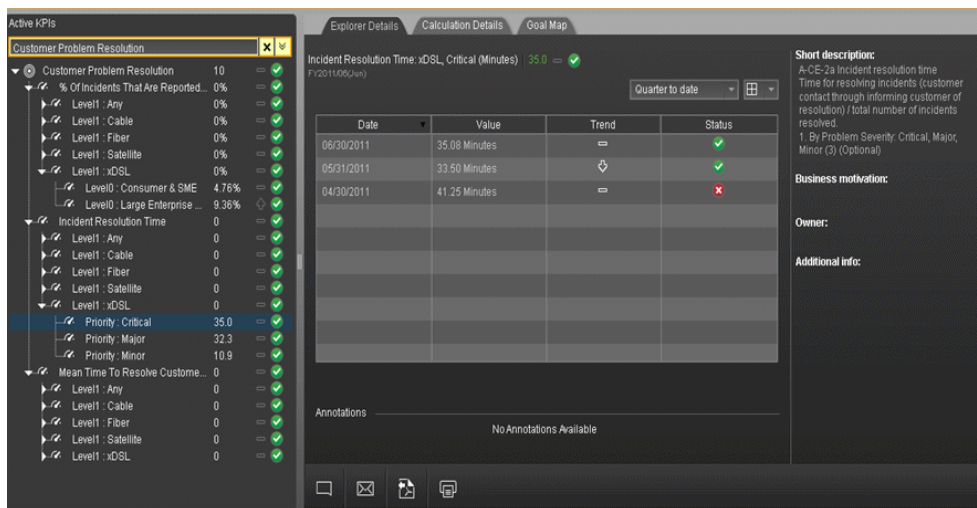 Active KPIs
Customer Problem Resolution
Customer Problem Resolution 10
% Of Incidents That Are Reported... 0%
Level1 : Any 0%
Level1 : Cable 0%
Level1 : Fiber 0%
Level1 : Satellite 0%
Level1 : xDSL 0%
Level0 : Consumer & SME 4.76%
Level0 : Large Enterprise ... 9.36%
Incident Resolution Time 0
Level1 : Any 0
Level1 : Cable 0
Level1 : Fiber 0
Level1 : Satellite 0
Level1 : xDSL 0
Priority : Critical 35.0
Priority : Major 32.3
Priority : Minor 10.9
Mean Time To Resolve Custome... 0
Level1 : Any 0
Level1 : Cable 0
Level1 : Fiber 0
Level1 : Satellite 0
Level1 : xDSL 0
Explorer Details Calculation Details Goal Map
Incident Resolution Time: xDSL, Critical (Minutes) 35.0
FY2011/06(Jun)
Quarter to date
Date Value Trend Status
06/30/2011 35.08 Minutes
05/31/2011 33.50 Minutes
04/30/2011 41.25 Minutes
Annotations
No Annotations Available
Short description:
A-CE-2a Incident resolution time
Time for resolving incidents (customer
contact through informing customer of
resolution) / total number of incidents
resolved.
1. By Problem Severity: Critical, Major,
Minor (3) (Optional)
Business motivation:
Owner:
Additional info: